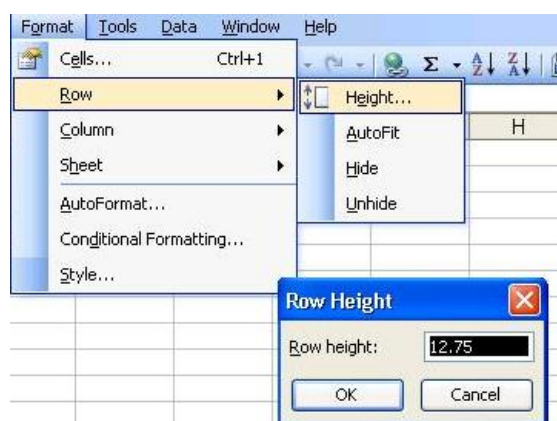 Format Tools Data Window Help
Cells... Ctrl+1
Row
Column
Sheet
AutoFormat...
Conditional Formatting...
Style...
Height...
AutoFit
Hide
Unhide
Σ A Z Z A
H
Row Height
Row height: 12.75
OK Cancel